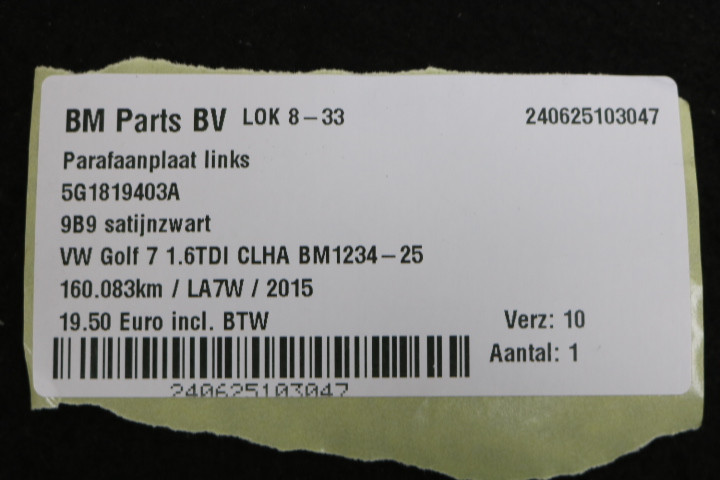 BM Parts BV LOK 8-33 240625103047
Parafaanplaat links
5G1819403A
9B9 satijnzwart
VW Golf 7 1.6TDI CLHA BM1234-25
160.083km / LA7W / 2015
19.50 Euro incl. BTW Verz: 10
Aantal: 1
240625103047